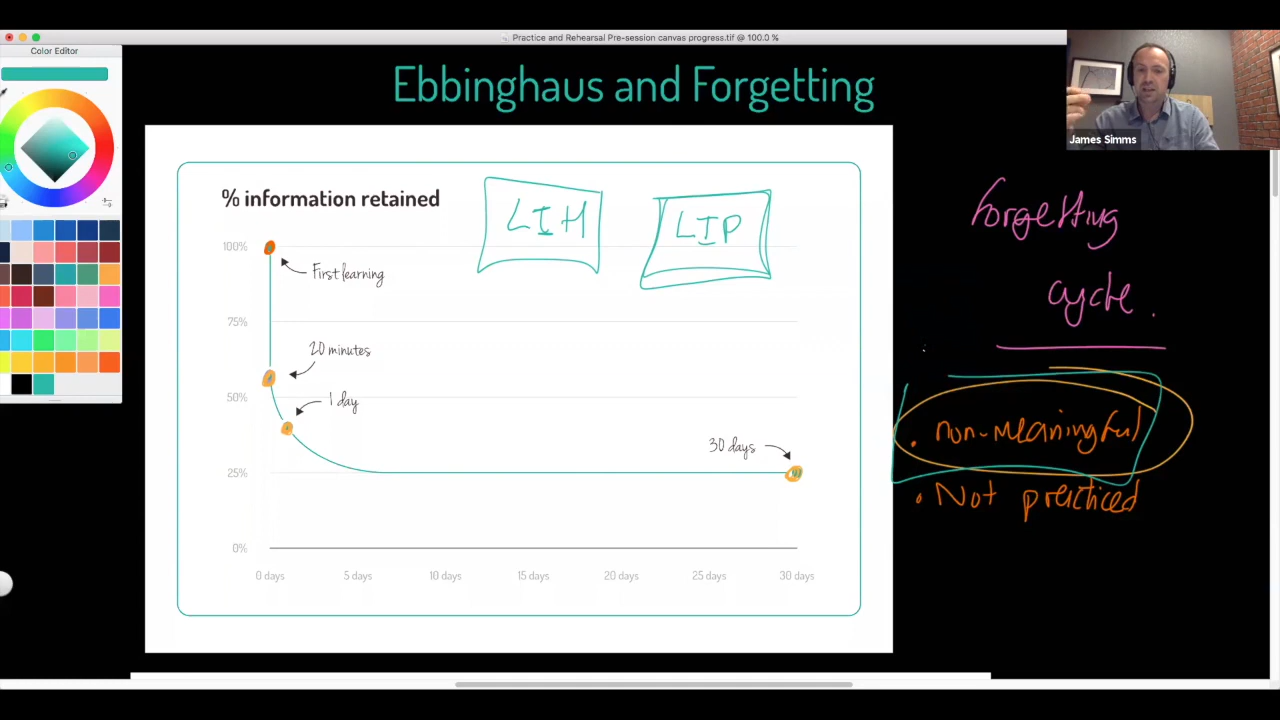 Practice and Rehearsal Pre-session canvas progress.tif @ 100.0 %
Color Editor
Ebbinghaus and Forgetting
James Simms
% information retained
LIH
LIP
100%
First learning
75%
20 minutes
50%
1 day
30 days
25%
0%
0 days 5 days 10 days 15 days 20 days 25 days 30 days
Forgetting
cycle.
• non-meaningful
• Not practiced